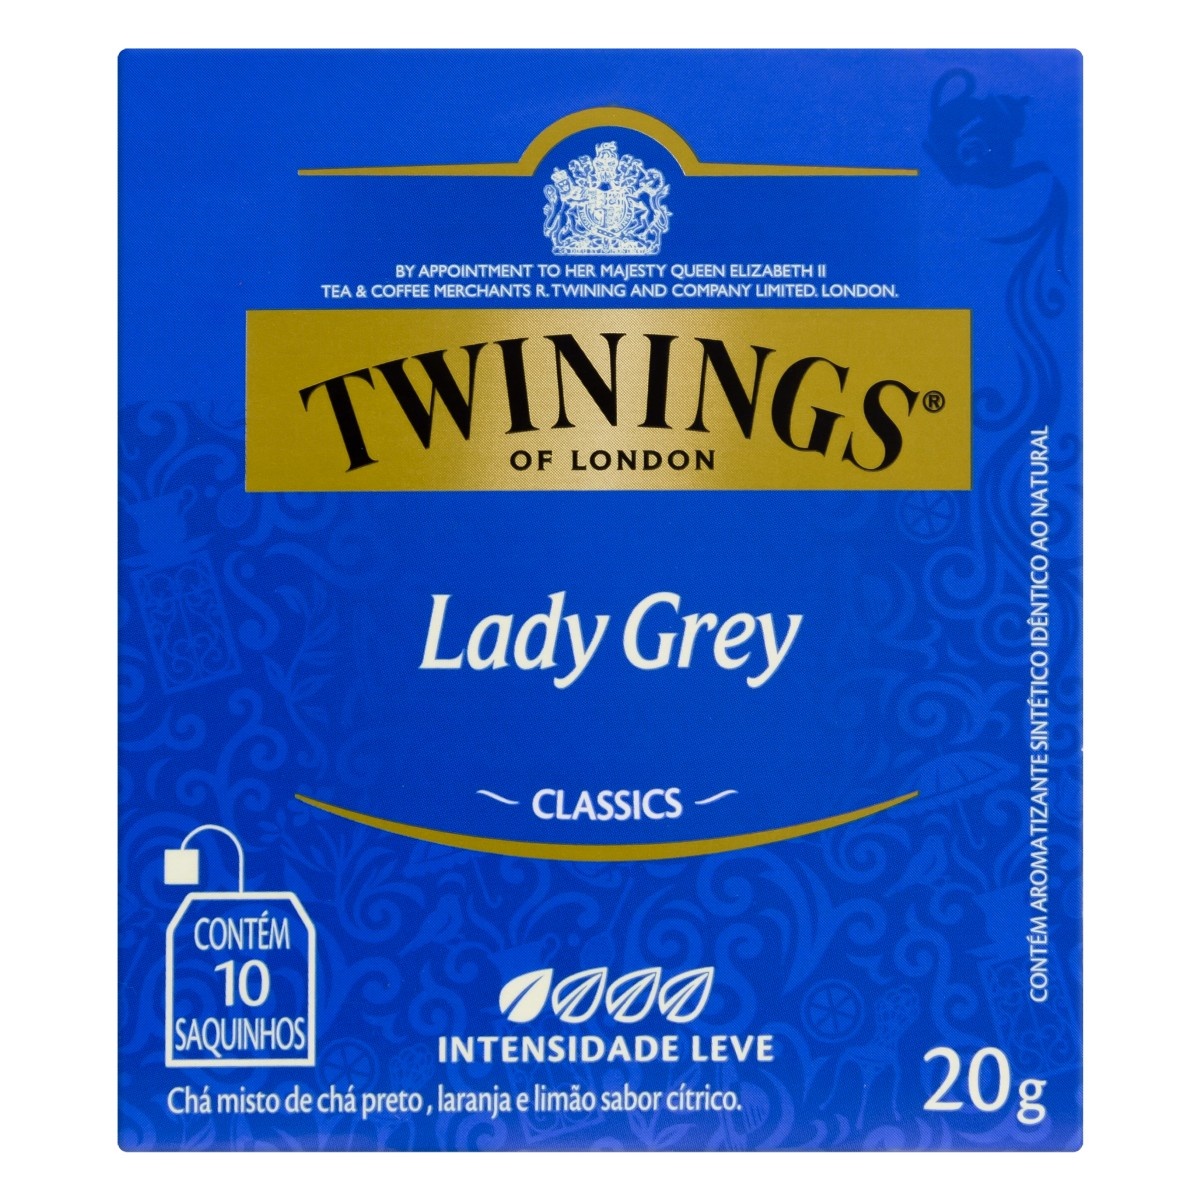 BY APPOINTMENT TO HER MAJESTY QUEEN ELIZABETH II
TEA & COFFEE MERCHANTS R. TWINING AND COMPANY LIMITED. LONDON.
TWININGS®
OF LONDON
Lady Grey
CLASSICS
CONTÉM
10
SAQUINHOS
INTENSIDADE LEVE
Chá misto de chá preto, laranja e limão sabor cítrico.
20g
CONTÉM AROMATIZANTE SINTÉTICO IDÊNTICO AO NATURAL